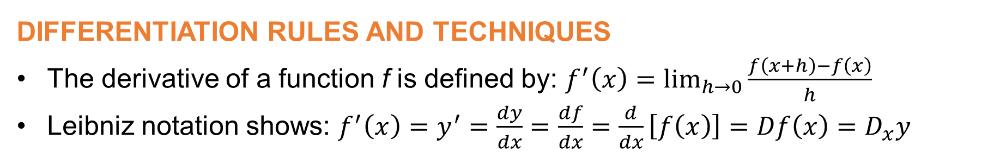 DIFFERENTIATION RULES AND TECHNIQUES
• The derivative of a function f is defined by: f′(x) = lim_{h→0} \frac{f(x+h)−f(x)}{h}
• Leibniz notation shows: f′(x) = y′ = \frac{dy}{dx} = \frac{df}{dx} = \frac{d}{dx}[f(x)] = Df(x) = D_x y